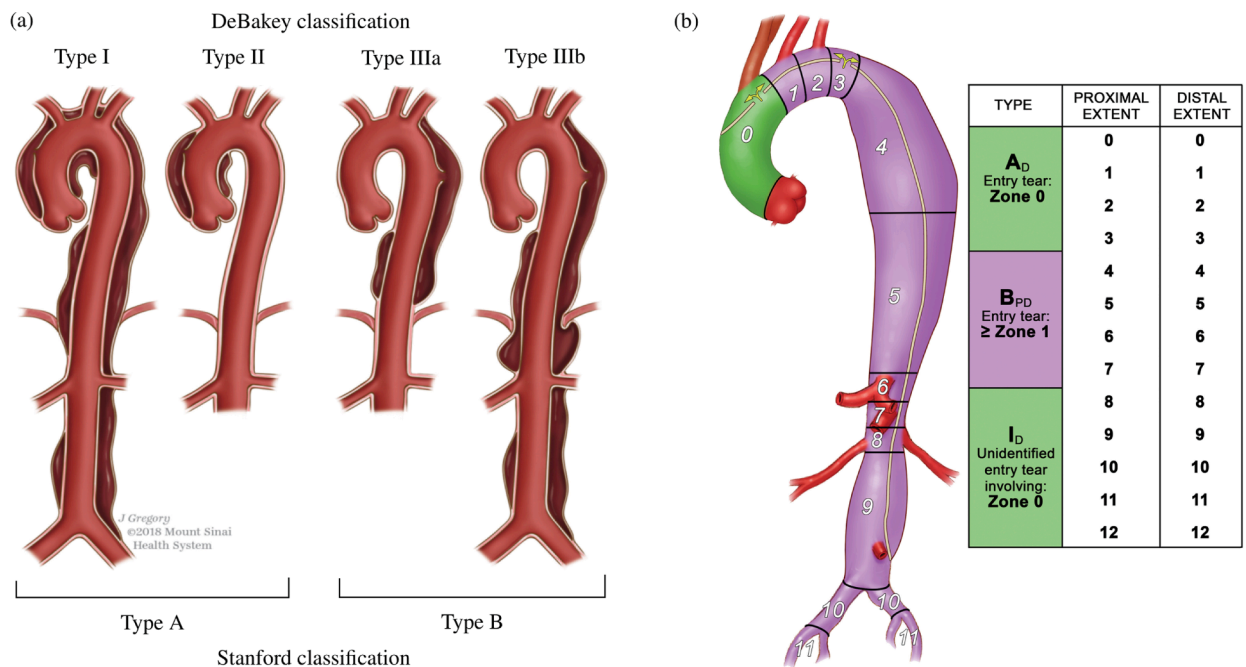 (a)
DeBakey classification
Type I
Type II
Type IIIa
Type IIIb
J Gregory
©2018 Mount Sinai
Health System
Type A
Type B
Stanford classification
(b)
0
1
2
3
4
5
6
7
8
9
10
10
11
11
TYPE
PROXIMAL EXTENT
DISTAL EXTENT
AD
Entry tear:
Zone 0
BPD
Entry tear:
≥ Zone 1
ID
Unidentified
entry tear
involving:
Zone 0
0 0
1 1
2 2
3 3
4 4
5 5
6 6
7 7
8 8
9 9
10 10
11 11
12 12